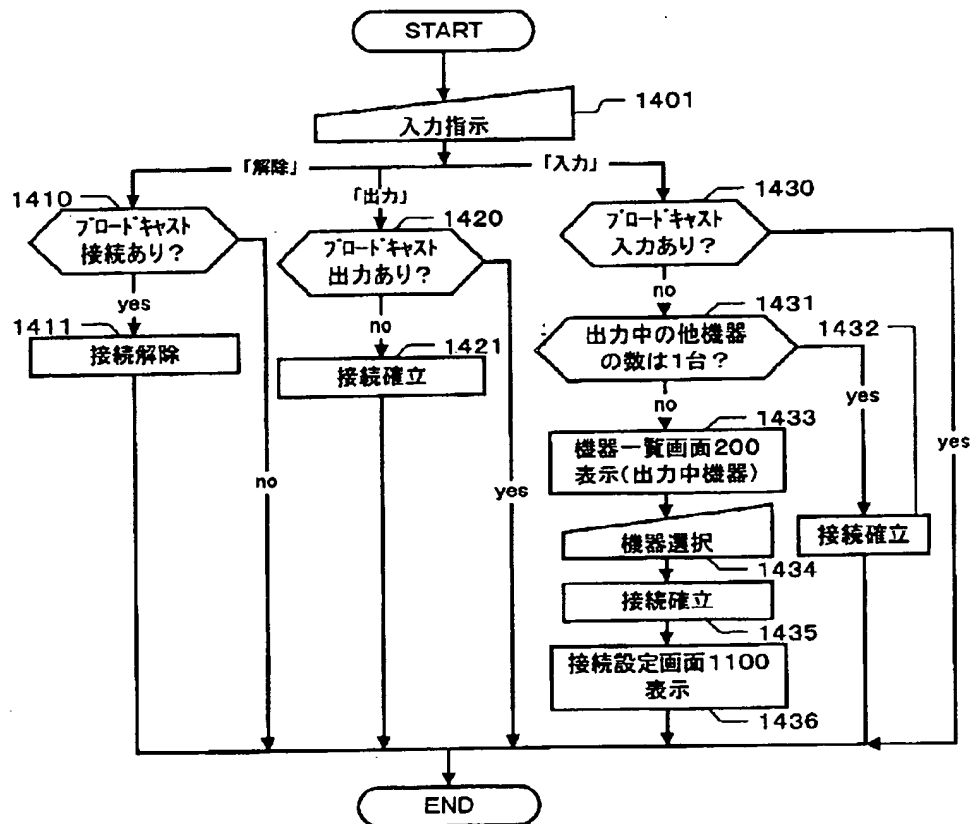 START
1401
入力指示
「解除」
「出力」
「入力」
1410
ブロードキャスト
接続あり?
yes
no
1411
接続解除
1420
ブロードキャスト
出力あり?
no
yes
1421
接続確立
1430
ブロードキャスト
入力あり?
no
yes
1431
出力中の他機器
の数は1台?
no
yes
1432
接続確立
1433
機器一覧画面200
表示(出力中機器)
機器選択
1434
接続確立
1435
接続設定画面1100
表示
1436
END